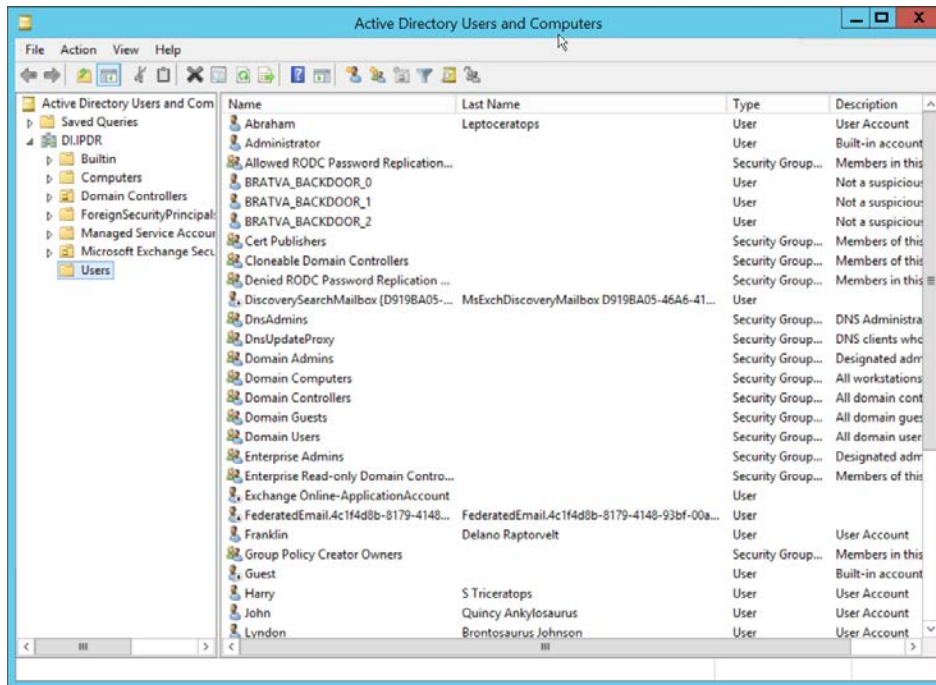 Active Directory Users and Computers
File Action View Help
Active Directory Users and Com
Saved Queries
DI.IPDR
Builtin
Computers
Domain Controllers
ForeignSecurityPrincipal:
Managed Service Accour
Microsoft Exchange Secu
Users
Name Last Name Type Description
Abraham Leptoceratops User User Account
Administrator User Built-in account
Allowed RODC Password Replication... Security Group... Members in this
BRATVA_BACKDOOR_0 User Not a suspicious
BRATVA_BACKDOOR_1 User Not a suspicious
BRATVA_BACKDOOR_2 User Not a suspicious
Cert Publishers Security Group... Members of this
Cloneable Domain Controllers Security Group... Members of this
Denied RODC Password Replication ... Security Group... Members in this
DiscoverySearchMailbox {D919BA05-... MsExchDiscoveryMailbox D919BA05-46A6-41... User
DnsAdmins Security Group... DNS Administra
DnsUpdateProxy Security Group... DNS clients who
Domain Admins Security Group... Designated adm
Domain Computers Security Group... All workstations
Domain Controllers Security Group... All domain cont
Domain Guests Security Group... All domain gues
Domain Users Security Group... All domain user
Enterprise Admins Security Group... Designated adm
Enterprise Read-only Domain Contro... Security Group... Members of this
Exchange Online-ApplicationAccount User
FederatedEmail.4c1f4d8b-8179-4148... FederatedEmail.4c1f4d8b-8179-4148-93bf-00a... User
Franklin Delano Raptorvelt User User Account
Group Policy Creator Owners Security Group... Members in this
Guest User Built-in account
Harry S Triceratops User User Account
John Quincy Ankylosaurus User User Account
Lyndon Brontosaurus Johnson User User Account